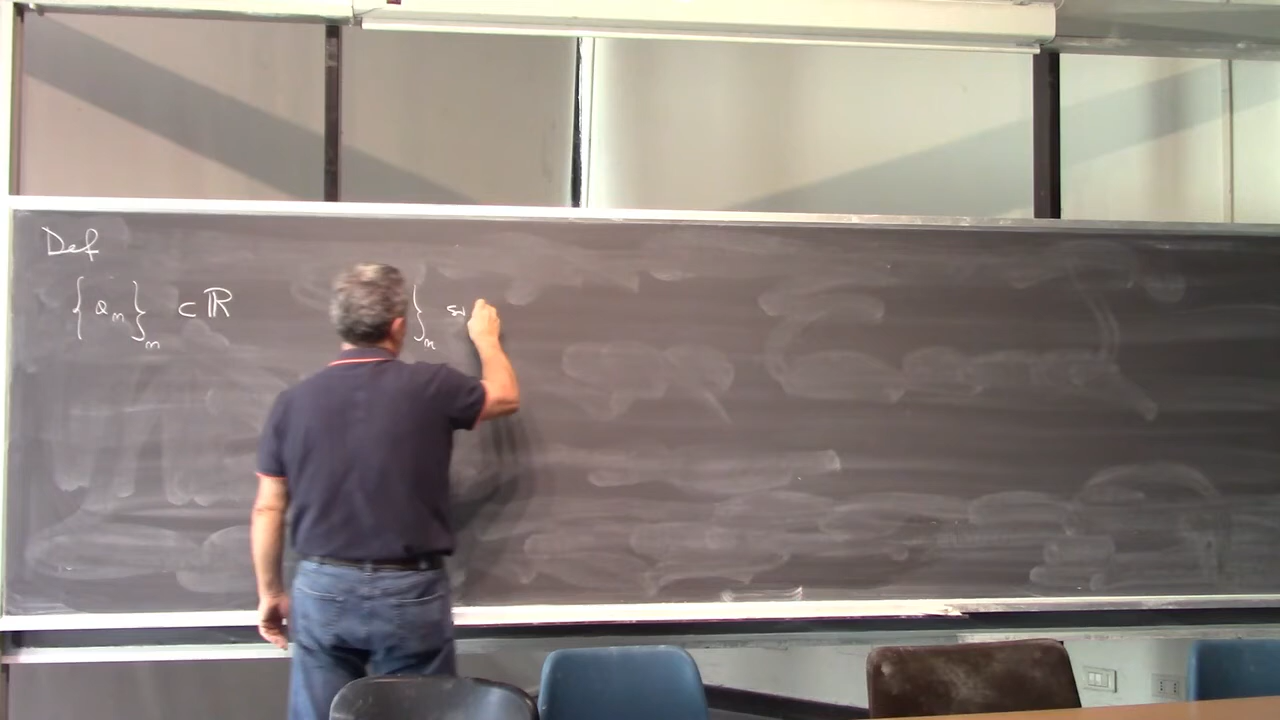 Def
{a_n}_n ⊂ ℝ }_n